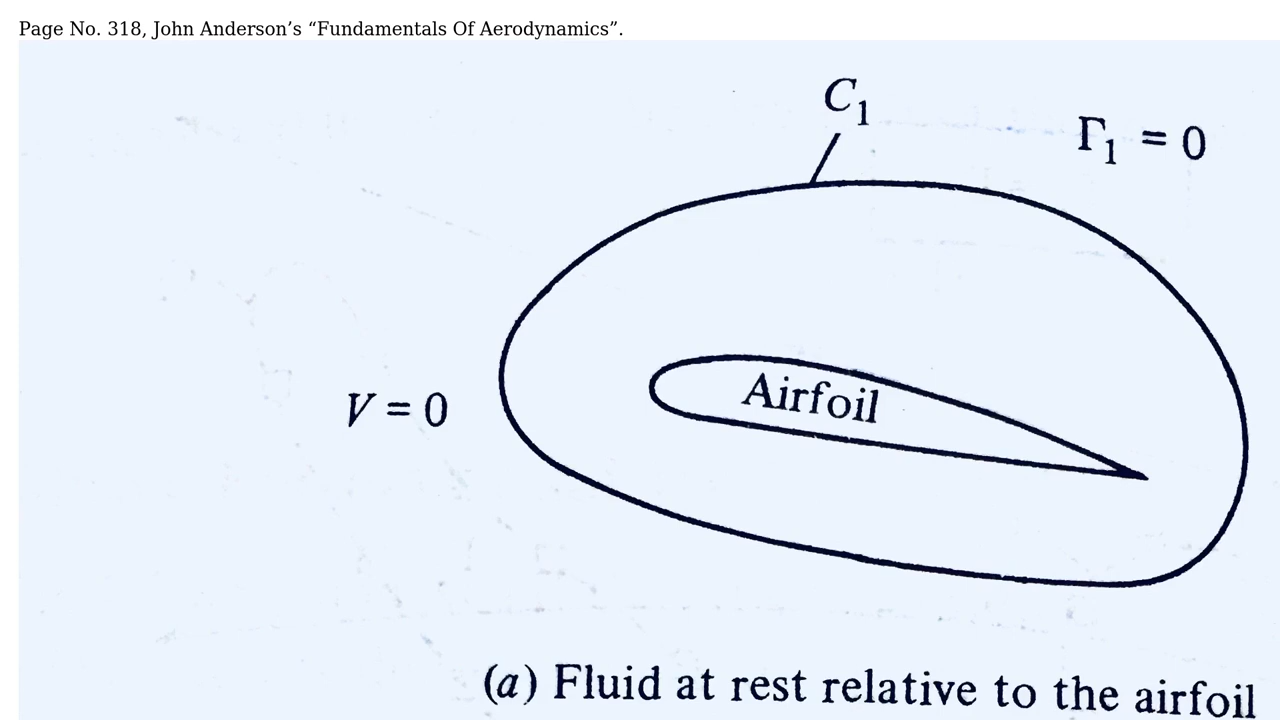 Page No. 318, John Anderson’s “Fundamentals Of Aerodynamics”.
C₁
Γ₁ = 0
Airfoil
V = 0
(a) Fluid at rest relative to the airfoil